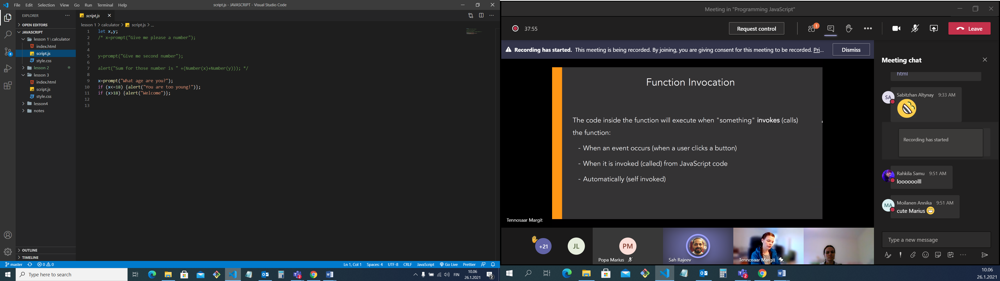 File Edit Selection View Go Run Terminal Help
script.js - JAVASCRIPT - Visual Studio Code
EXPLORER
OPEN EDITORS
JAVASCRIPT
lesson 1 \ calculator
index.html
script.js
style.css
lesson 2
lesson 3
index.html
script.js
style.css
lesson4
notes
OUTLINE
TIMELINE
8
JS script.js
lesson 1 > calculator > JS script.js > ...
1 let x,y;
2 /* x=prompt("Give me please a number");
3
4
5 y=prompt("Give me second number");
6
7 alert("Sum for those number is " +(Number(x)+Number(y))); */
8
9 x=prompt("What age are you?");
10 if (x<=18) {alert("You are too young!")};
11 if (x>18) {alert("Welcome")};
12
13
master 0 0
Ln 1, Col 1 Spaces: 4 UTF-8 CRLF JavaScript Go Live Prettier
Type here to search
FIN
10.06
26.1.2021
2
Meeting in "Programming JavaScript"
37:55
Request control
1
Leave
Recording has started. This meeting is being recorded. By joining, you are giving consent for this meeting to be recorded. Pri...
Dismiss
Function Invocation
The code inside the function will execute when "something" invokes (calls)
the function:
- When an event occurs (when a user clicks a button)
- When it is invoked (called) from JavaScript code
- Automatically (self invoked)
Tennosaar Margit
+21
JL
PM
Popa Marius
Sah Rajeev
Tennosaar Margit
Meeting chat
html
SA
Sabitzhan Altynay 9:33 AM
Recording has started
Rahkila Samu 9:51 AM
loooooolll
MA
Moilanen Annika 9:51 AM
cute Marius
Type a new message
10.06
26.1.2021